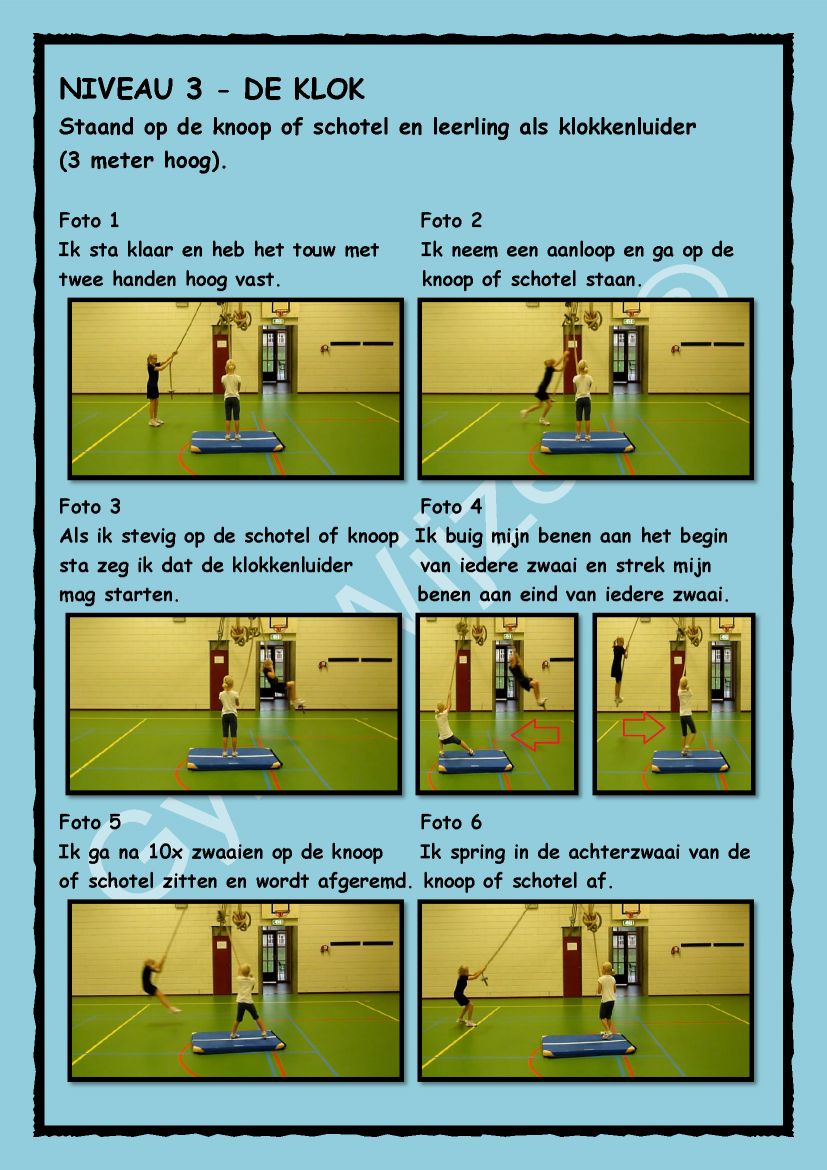 NIVEAU 3 - DE KLOK
Staand op de knoop of schotel en leerling als klokkenluider
(3 meter hoog).
Foto 1
Ik sta klaar en heb het touw met
twee handen hoog vast.
Foto 2
Ik neem een aanloop en ga op de
knoop of schotel staan.
Foto 3
Als ik stevig op de schotel of knoop
sta zeg ik dat de klokkenluider
mag starten.
Foto 4
Ik buig mijn benen aan het begin
van iedere zwaai en strek mijn
benen aan eind van iedere zwaai.
Foto 5
Ik ga na 10x zwaaien op de knoop
of schotel zitten en wordt afgeremd.
Foto 6
Ik spring in de achterzwaai van de
knoop of schotel af.